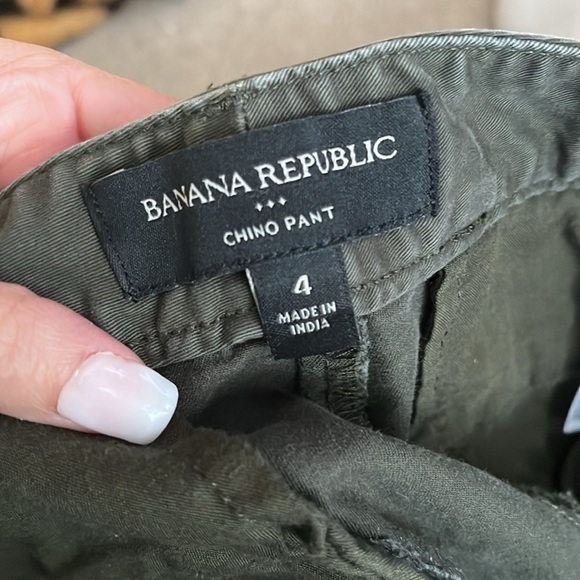 BANANA REPUBLIC
CHINO PANT
4
MADE IN
INDIA